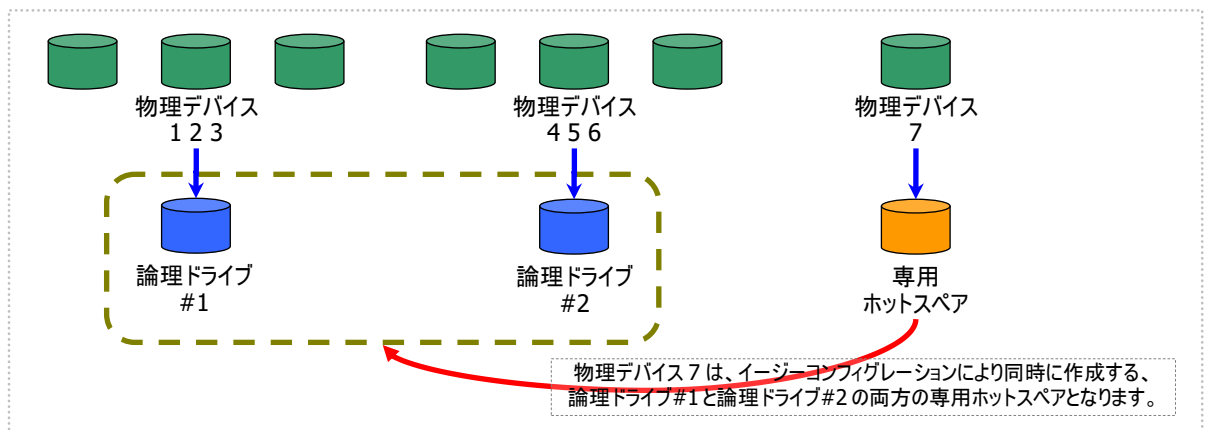 物理デバイス
1 2 3
物理デバイス
4 5 6
物理デバイス
7
論理ドライブ
#1
論理ドライブ
#2
専用
ホットスペア
物理デバイス 7 は、イージーコンフィグレーションにより同時に作成する、
論理ドライブ#1と論理ドライブ#2 の両方の専用ホットスペアとなります。